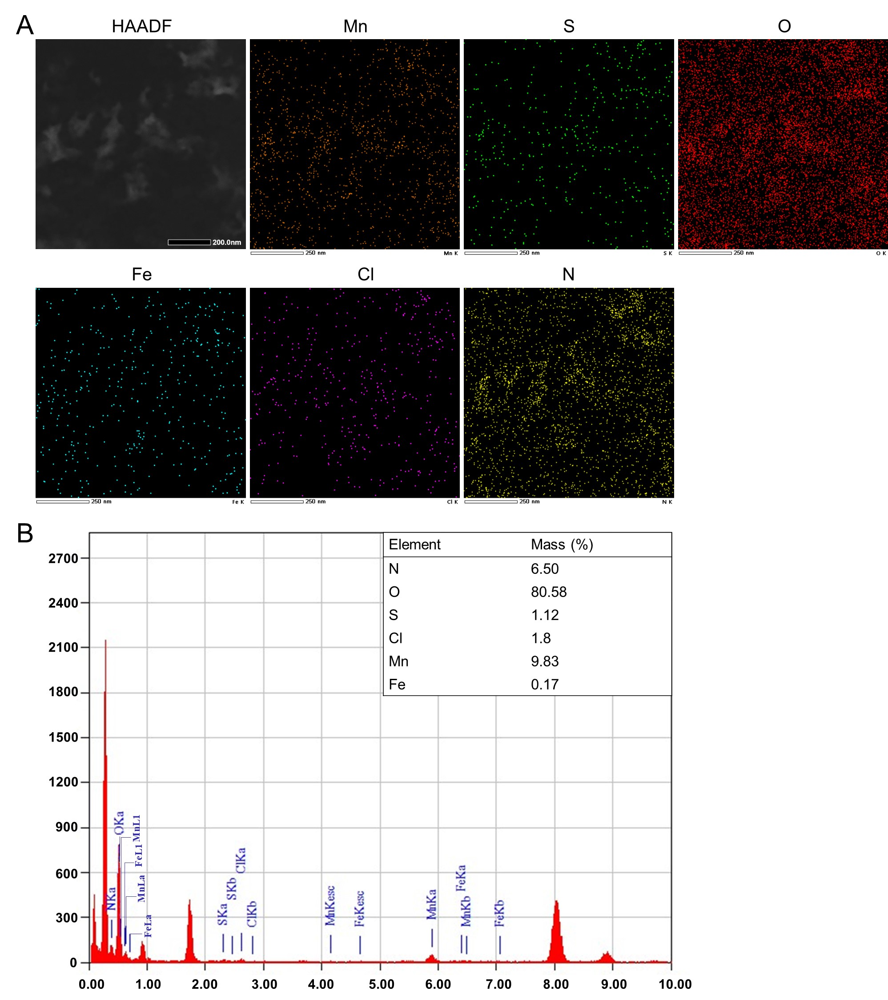 A
HAADF
Mn
S
O
200.0nm
250 nm
Mn K
250 nm
S K
250 nm
O K
Fe
Cl
N
250 nm
Fe K
250 nm
Cl K
250 nm
N K
B
Element Mass (%)
N 6.50
O 80.58
S 1.12
Cl 1.8
Mn 9.83
Fe 0.17
2700
2400
2100
1800
1500
1200
900
600
300
0
NKa
OKa
MnL1
FeL1
MnLa
FeLa
SKa
SKb
ClKa
ClKb
MnKesc
FeKesc
MnKa
FeKa
MnKb
FeKb
0.00 1.00 2.00 3.00 4.00 5.00 6.00 7.00 8.00 9.00 10.00